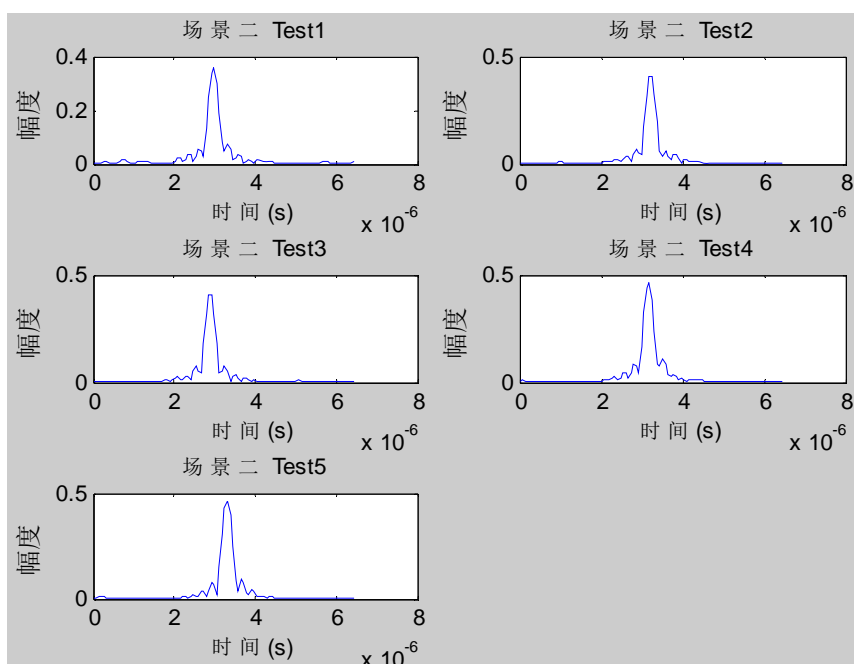 场景二 Test1
0.4
0.2
0
幅度
0 2 4 6 8
时间(s)
x 10-6
场景二 Test2
0.5
0
幅度
0 2 4 6 8
时间(s)
x 10-6
场景二 Test3
0.5
0
幅度
0 2 4 6 8
时间(s)
x 10-6
场景二 Test4
0.5
0
幅度
0 2 4 6 8
时间(s)
x 10-6
场景二 Test5
0.5
0
幅度
0 2 4 6 8
时间(s)
x 10-6